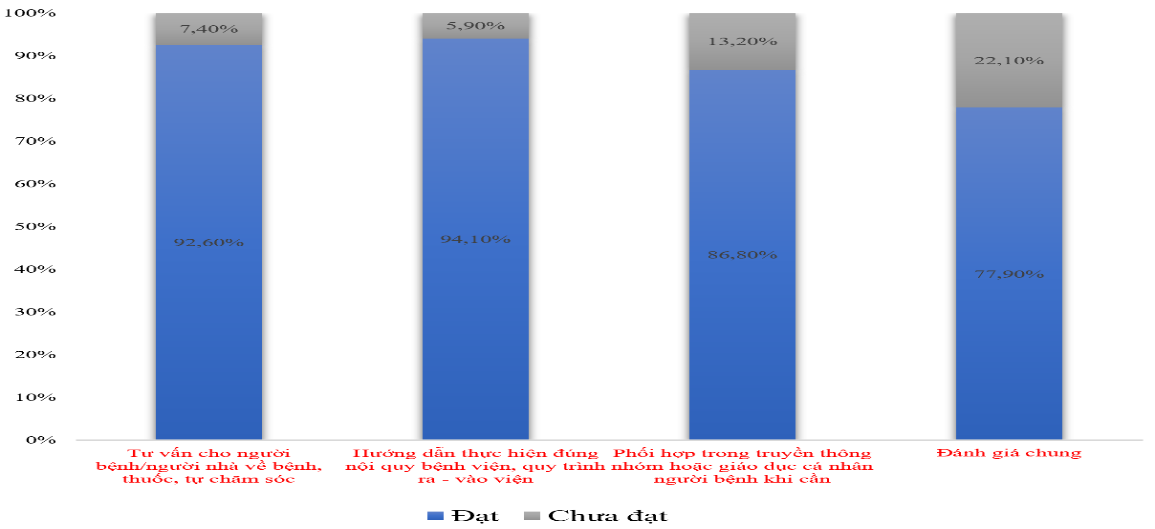 100%
90%
80%
70%
60%
50%
40%
30%
20%
10%
0%
7,40%
5,90%
13,20%
22,10%
92,60%
94,10%
86,80%
77,90%
Tư vấn cho người
bệnh/người nhà về bệnh,
thuốc, tự chăm sóc
Hướng dẫn thực hiện đúng
nội quy bệnh viện, quy trình
ra - vào viện
Phối hợp trong truyền thông
nhóm hoặc giáo dục cá nhân
người bệnh khi cần
Đánh giá chung
Đạt
Chưa đạt